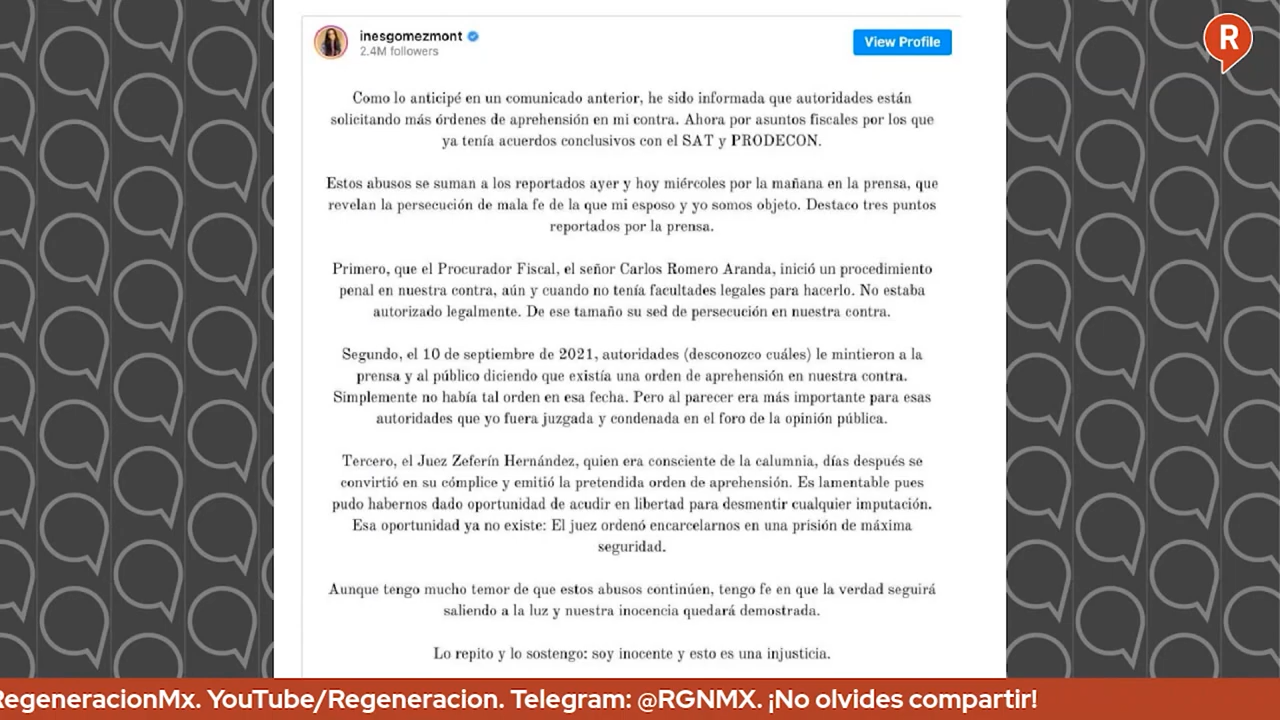 inesgomezmont
2.4M followers
View Profile
R
Como lo anticipé en un comunicado anterior, he sido informada que autoridades están
solicitando más órdenes de aprehensión en mi contra. Ahora por asuntos fiscales por los que
ya tenía acuerdos conclusivos con el SAT y PRODECON.
Estos abusos se suman a los reportados ayer y hoy miércoles por la mañana en la prensa, que
revelan la persecución de mala fe de la que mi esposo y yo somos objeto. Destaco tres puntos
reportados por la prensa.
Primero, que el Procurador Fiscal, el señor Carlos Romero Aranda, inició un procedimiento
penal en nuestra contra, aún y cuando no tenía facultades legales para hacerlo. No estaba
autorizado legalmente. De ese tamaño su sed de persecución en nuestra contra.
Segundo, el 10 de septiembre de 2021, autoridades (desconozco cuáles) le mintieron a la
prensa y al público diciendo que existía una orden de aprehensión en nuestra contra.
Simplemente no había tal orden en esa fecha. Pero al parecer era más importante para esas
autoridades que yo fuera juzgada y condenada en el foro de la opinión pública.
Tercero, el Juez Zeferín Hernández, quien era consciente de la calumnia, días después se
convirtió en su cómplice y emitió la pretendida orden de aprehensión. Es lamentable pues
pudo habernos dado oportunidad de acudir en libertad para desmentir cualquier imputación.
Esa oportunidad ya no existe: El juez ordenó encarcelarnos en una prisión de máxima
seguridad.
Aunque tengo mucho temor de que estos abusos continúen, tengo fe en que la verdad seguirá
saliendo a la luz y nuestra inocencia quedará demostrada.
Lo repito y lo sostengo: soy inocente y esto es una injusticia.
RegeneracionMx. YouTube/Regeneracion. Telegram: @RGNMX. ¡No olvides compartir!